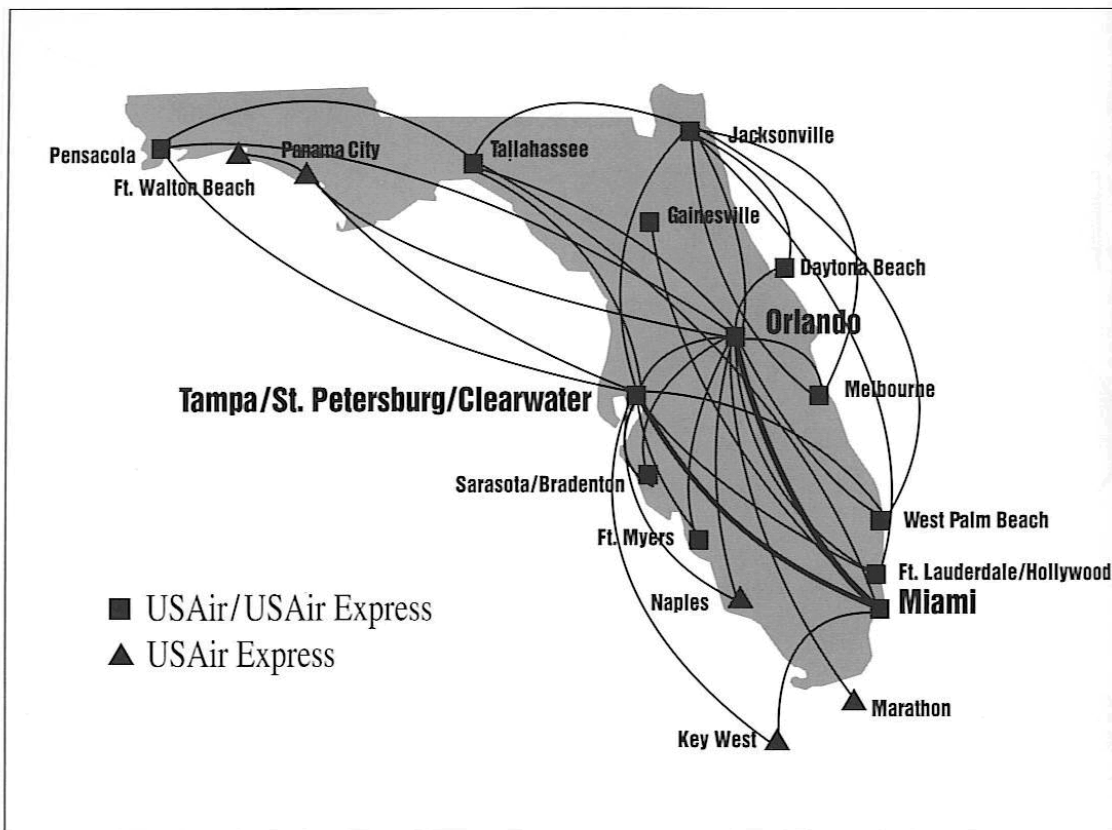 Jacksonville
Pensacola
Panama City
Tallahassee
Ft. Walton Beach
Gainesville
Daytona Beach
Orlando
Tampa/St. Petersburg/Clearwater
Melbourne
Sarasota/Bradenton
West Palm Beach
Ft. Myers
Ft. Lauderdale/Hollywood
Naples
Miami
USAir/USAir Express
USAir Express
Marathon
Key West